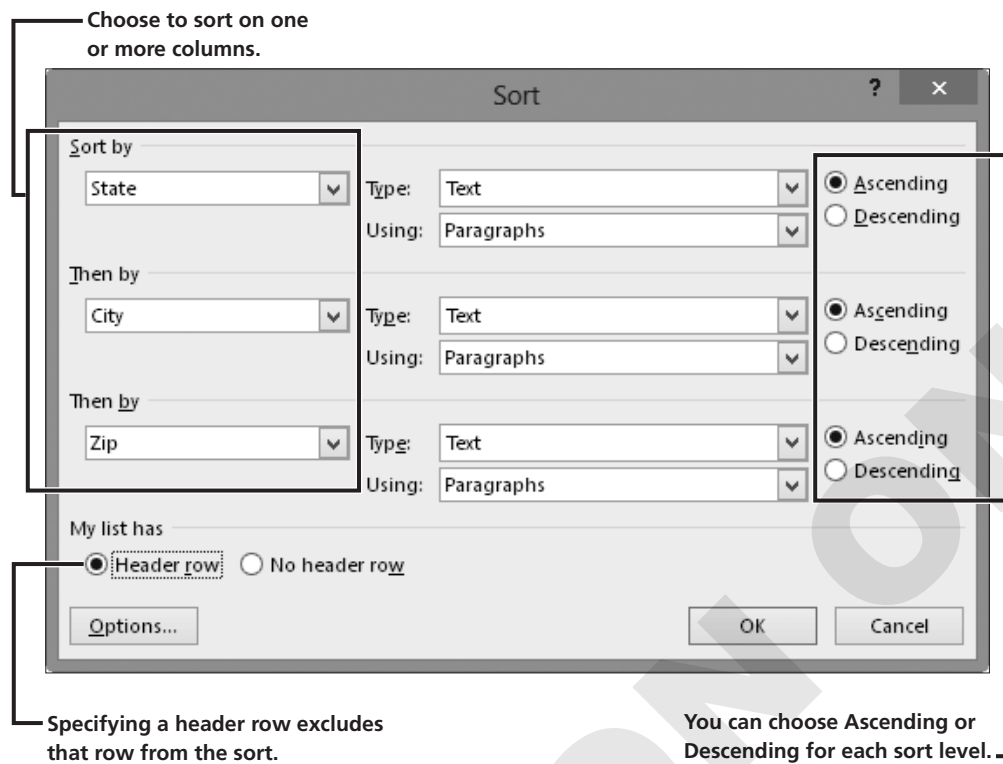 Choose to sort on one
or more columns.
Sort ? ×
Sort by
State Type: Text Ascending
Using: Paragraphs Descending
Then by
City Type: Text Ascending
Using: Paragraphs Descending
Then by
Zip Type: Text Ascending
Using: Paragraphs Descending
My list has
Header row No header row
Options... OK Cancel
Specifying a header row excludes
that row from the sort.
You can choose Ascending or
Descending for each sort level.